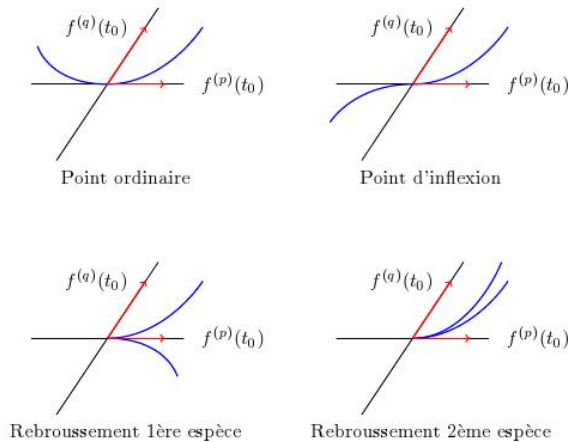 f^{(q)}(t_0) f^{(q)}(t_0)
f^{(p)}(t_0) f^{(p)}(t_0)
Point ordinaire Point d'inflexion
f^{(q)}(t_0) f^{(q)}(t_0)
f^{(p)}(t_0) f^{(p)}(t_0)
Rebroussement 1ère espèce Rebroussement 2ème espèce